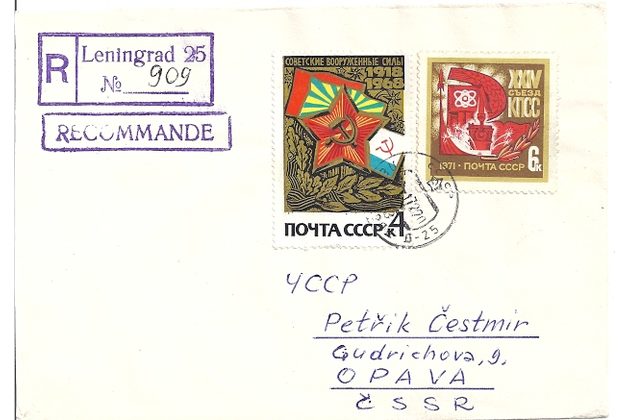 R
Leningrad 25
№ 909
RECOMMANDE
СОВЕТСКИЕ ВООРУЖЕННЫЕ СИЛЫ
1918
1968
ПОЧТА СССР 4к
XXIV
СЪЕЗД
КПСС
1971 • ПОЧТА СССР 6к
ЧССР
Petřik Čestmir
Gudrichova, 9.
OPAVA
ČSSR